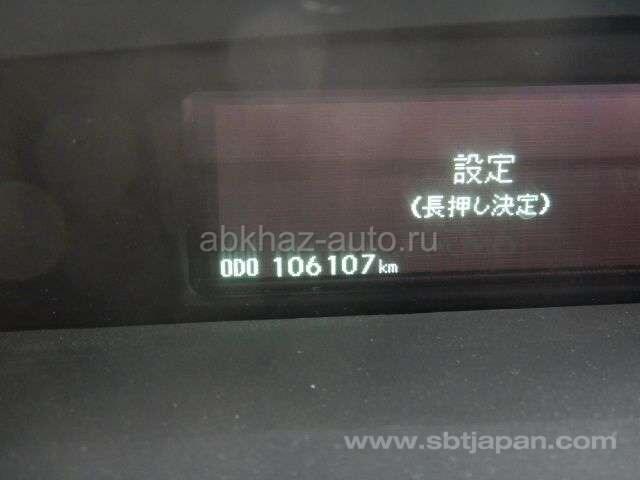 設定
(長押し決定)
abkhaz-auto.ru
ODO 106107km
www.sbtjapan.com